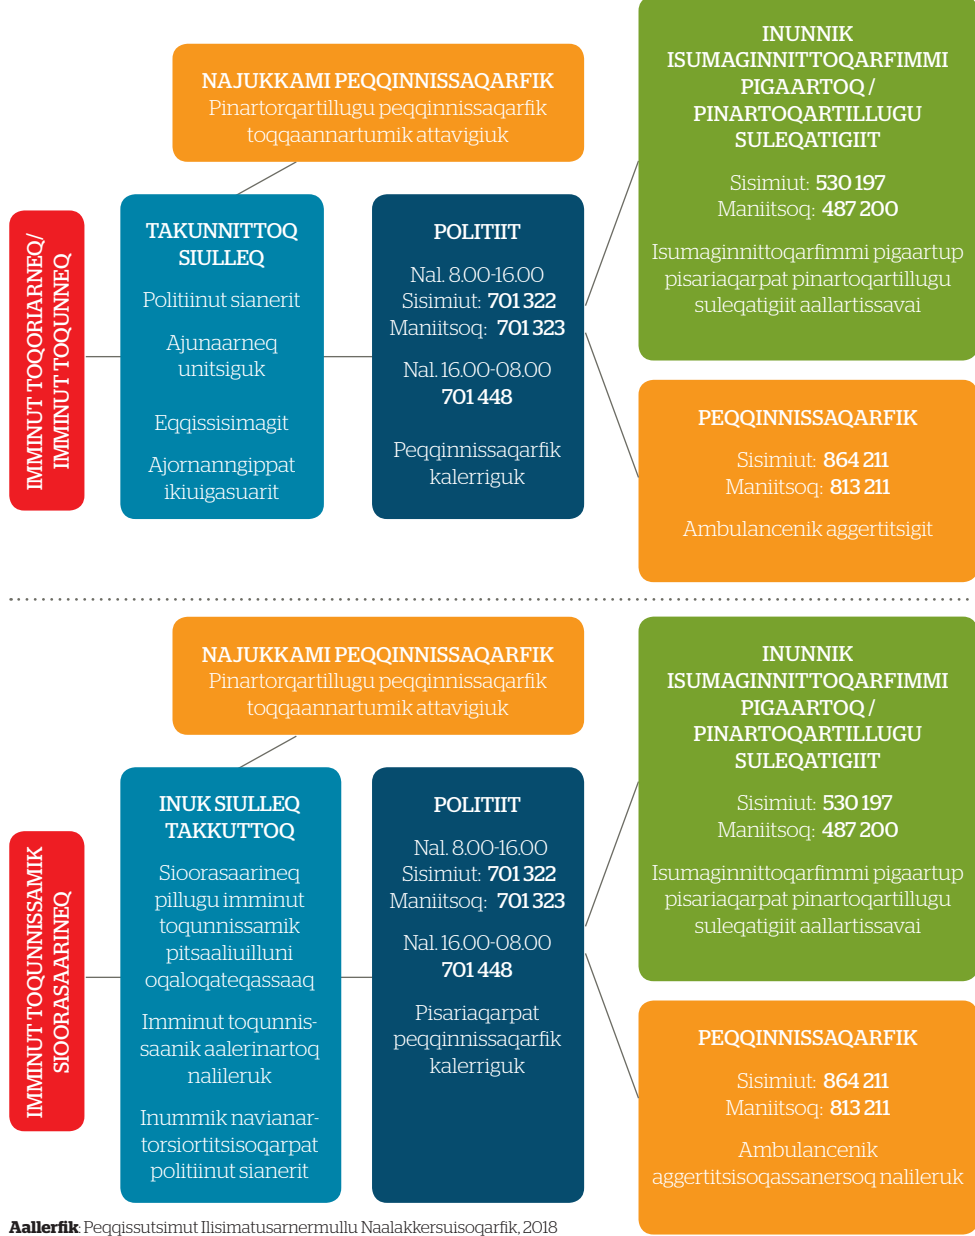 NAJUKKAMI PEQQINNISSAQARFIK
Pinartorqartillugu peqqinnissaqarfik
toqqaannartumik attavigiuk
IMMINUT TOQORIARNEQ/
IMMINUT TOQUNNEQ
TAKUNNITTOQ
SIULLEQ
Politiinut sianerit
Ajunaarneq
unitsiguk
Eqqissisimagit
Ajornanngippat
ikiuigasuarit
POLITIIT
Nal. 8.00-16.00
Sisimiut: 701 322
Maniitsoq: 701 323
Nal. 16.00-08.00
701 448
Peqqinnissaqarfik
kalerriguk
INUNNIK
ISUMAGINNITTOQARFIMMI
PIGAARTOQ /
PINARTOQARTILLUGU
SULEQATIGIIT
Sisimiut: 530 197
Maniitsoq: 487 200
Isumaginnittoqarfimmi pigaartup
pisariaqarpat pinartoqartillugu
suleqatigiit aallartissavai
PEQQINNISSAQARFIK
Sisimiut: 864 211
Maniitsoq: 813 211
Ambulancenik aggertitsigit
NAJUKKAMI PEQQINNISSAQARFIK
Pinartorqartillugu peqqinnissaqarfik
toqqaannartumik attavigiuk
IMMINUT TOQUNNISSAMIK
SIOORASAARINEQ
INUK SIULLEQ
TAKKUTTOQ
Sioorasaarineq
pillugu imminut
toqunnissamik
pitsaaliuilluni
oqaloqateqassaaq
Imminut toqunnis-
saanik aalerinartoq
nalileruk
Inummik navianar-
torsiortitsisoqarpat
politiinut sianerit
POLITIIT
Nal. 8.00-16.00
Sisimiut: 701 322
Maniitsoq: 701 323
Nal. 16.00-08.00
701 448
Pisariaqarpat
peqqinnissaqarfik
kalerriguk
INUNNIK
ISUMAGINNITTOQARFIMMI
PIGAARTOQ /
PINARTOQARTILLUGU
SULEQATIGIIT
Sisimiut: 530 197
Maniitsoq: 487 200
Isumaginnittoqarfimmi pigaartup
pisariaqarpat pinartoqartillugu
suleqatigiit aallartissavai
PEQQINNISSAQARFIK
Sisimiut: 864 211
Maniitsoq: 813 211
Ambulancenik
aggertitsisoqassanersoq nalileruk
Aallerfik: Peqqissutsimut Ilisimatusarnermullu Naalakkersuisoqarfik, 2018